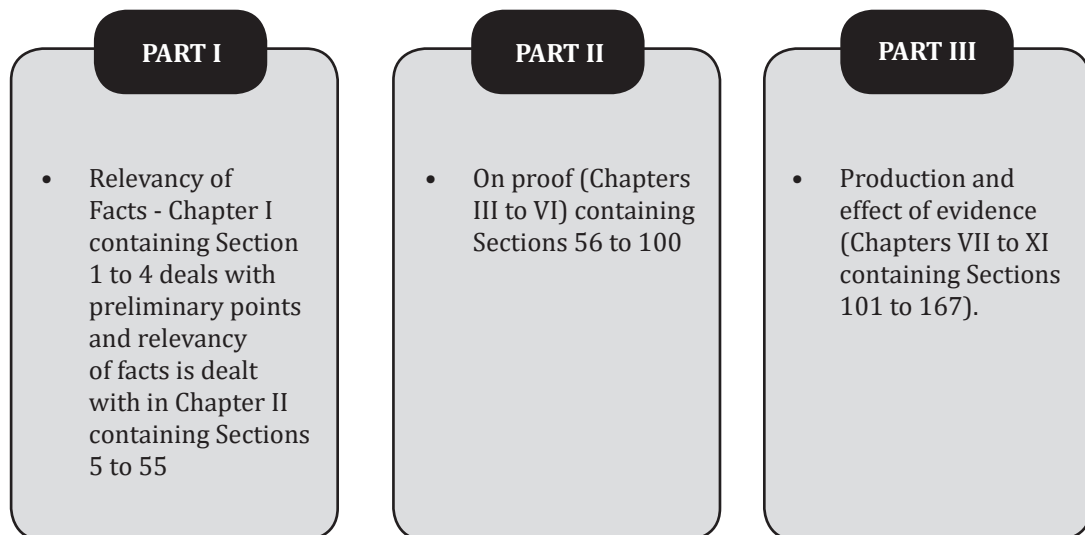 PART I
• Relevancy of
Facts - Chapter I
containing Section
1 to 4 deals with
preliminary points
and relevancy
of facts is dealt
with in Chapter II
containing Sections
5 to 55
PART II
• On proof (Chapters
III to VI) containing
Sections 56 to 100
PART III
• Production and
effect of evidence
(Chapters VII to XI
containing Sections
101 to 167).